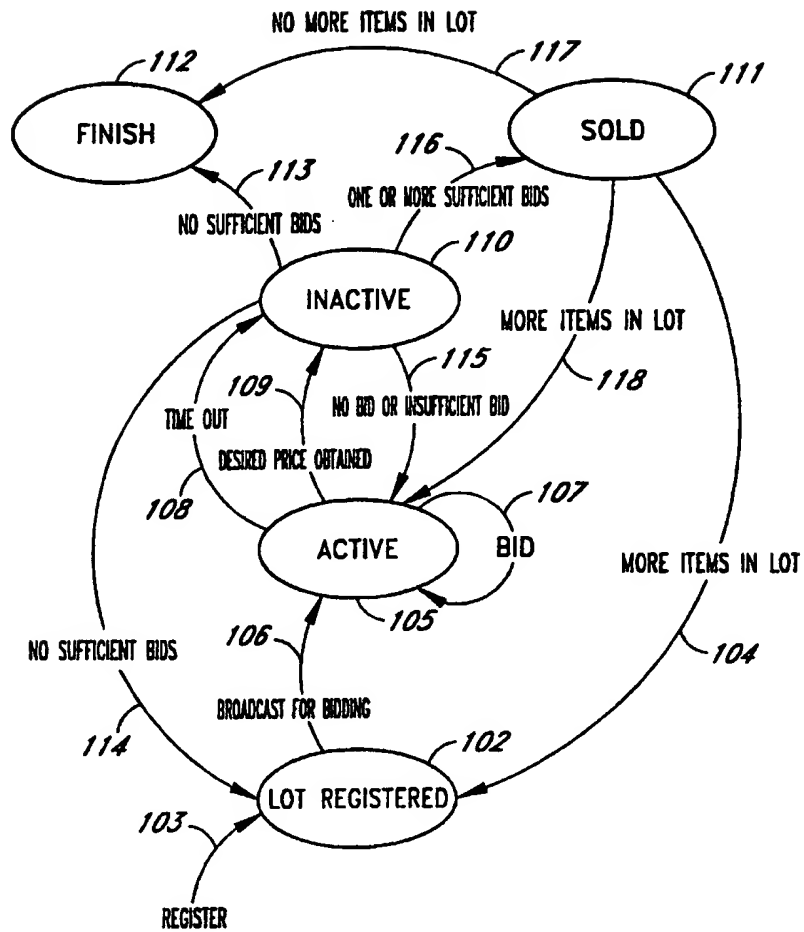 NO MORE ITEMS IN LOT
112
117
111
FINISH
SOLD
116
113
ONE OR MORE SUFFICIENT BIDS
NO SUFFICIENT BIDS
110
INACTIVE
MORE ITEMS IN LOT
115
109
118
TIME OUT
NO BID OR INSUFFICIENT BID
DESIRED PRICE OBTAINED
108
107
ACTIVE
BID
MORE ITEMS IN LOT
105
106
NO SUFFICIENT BIDS
104
BROADCAST FOR BIDDING
114
102
LOT REGISTERED
103
REGISTER